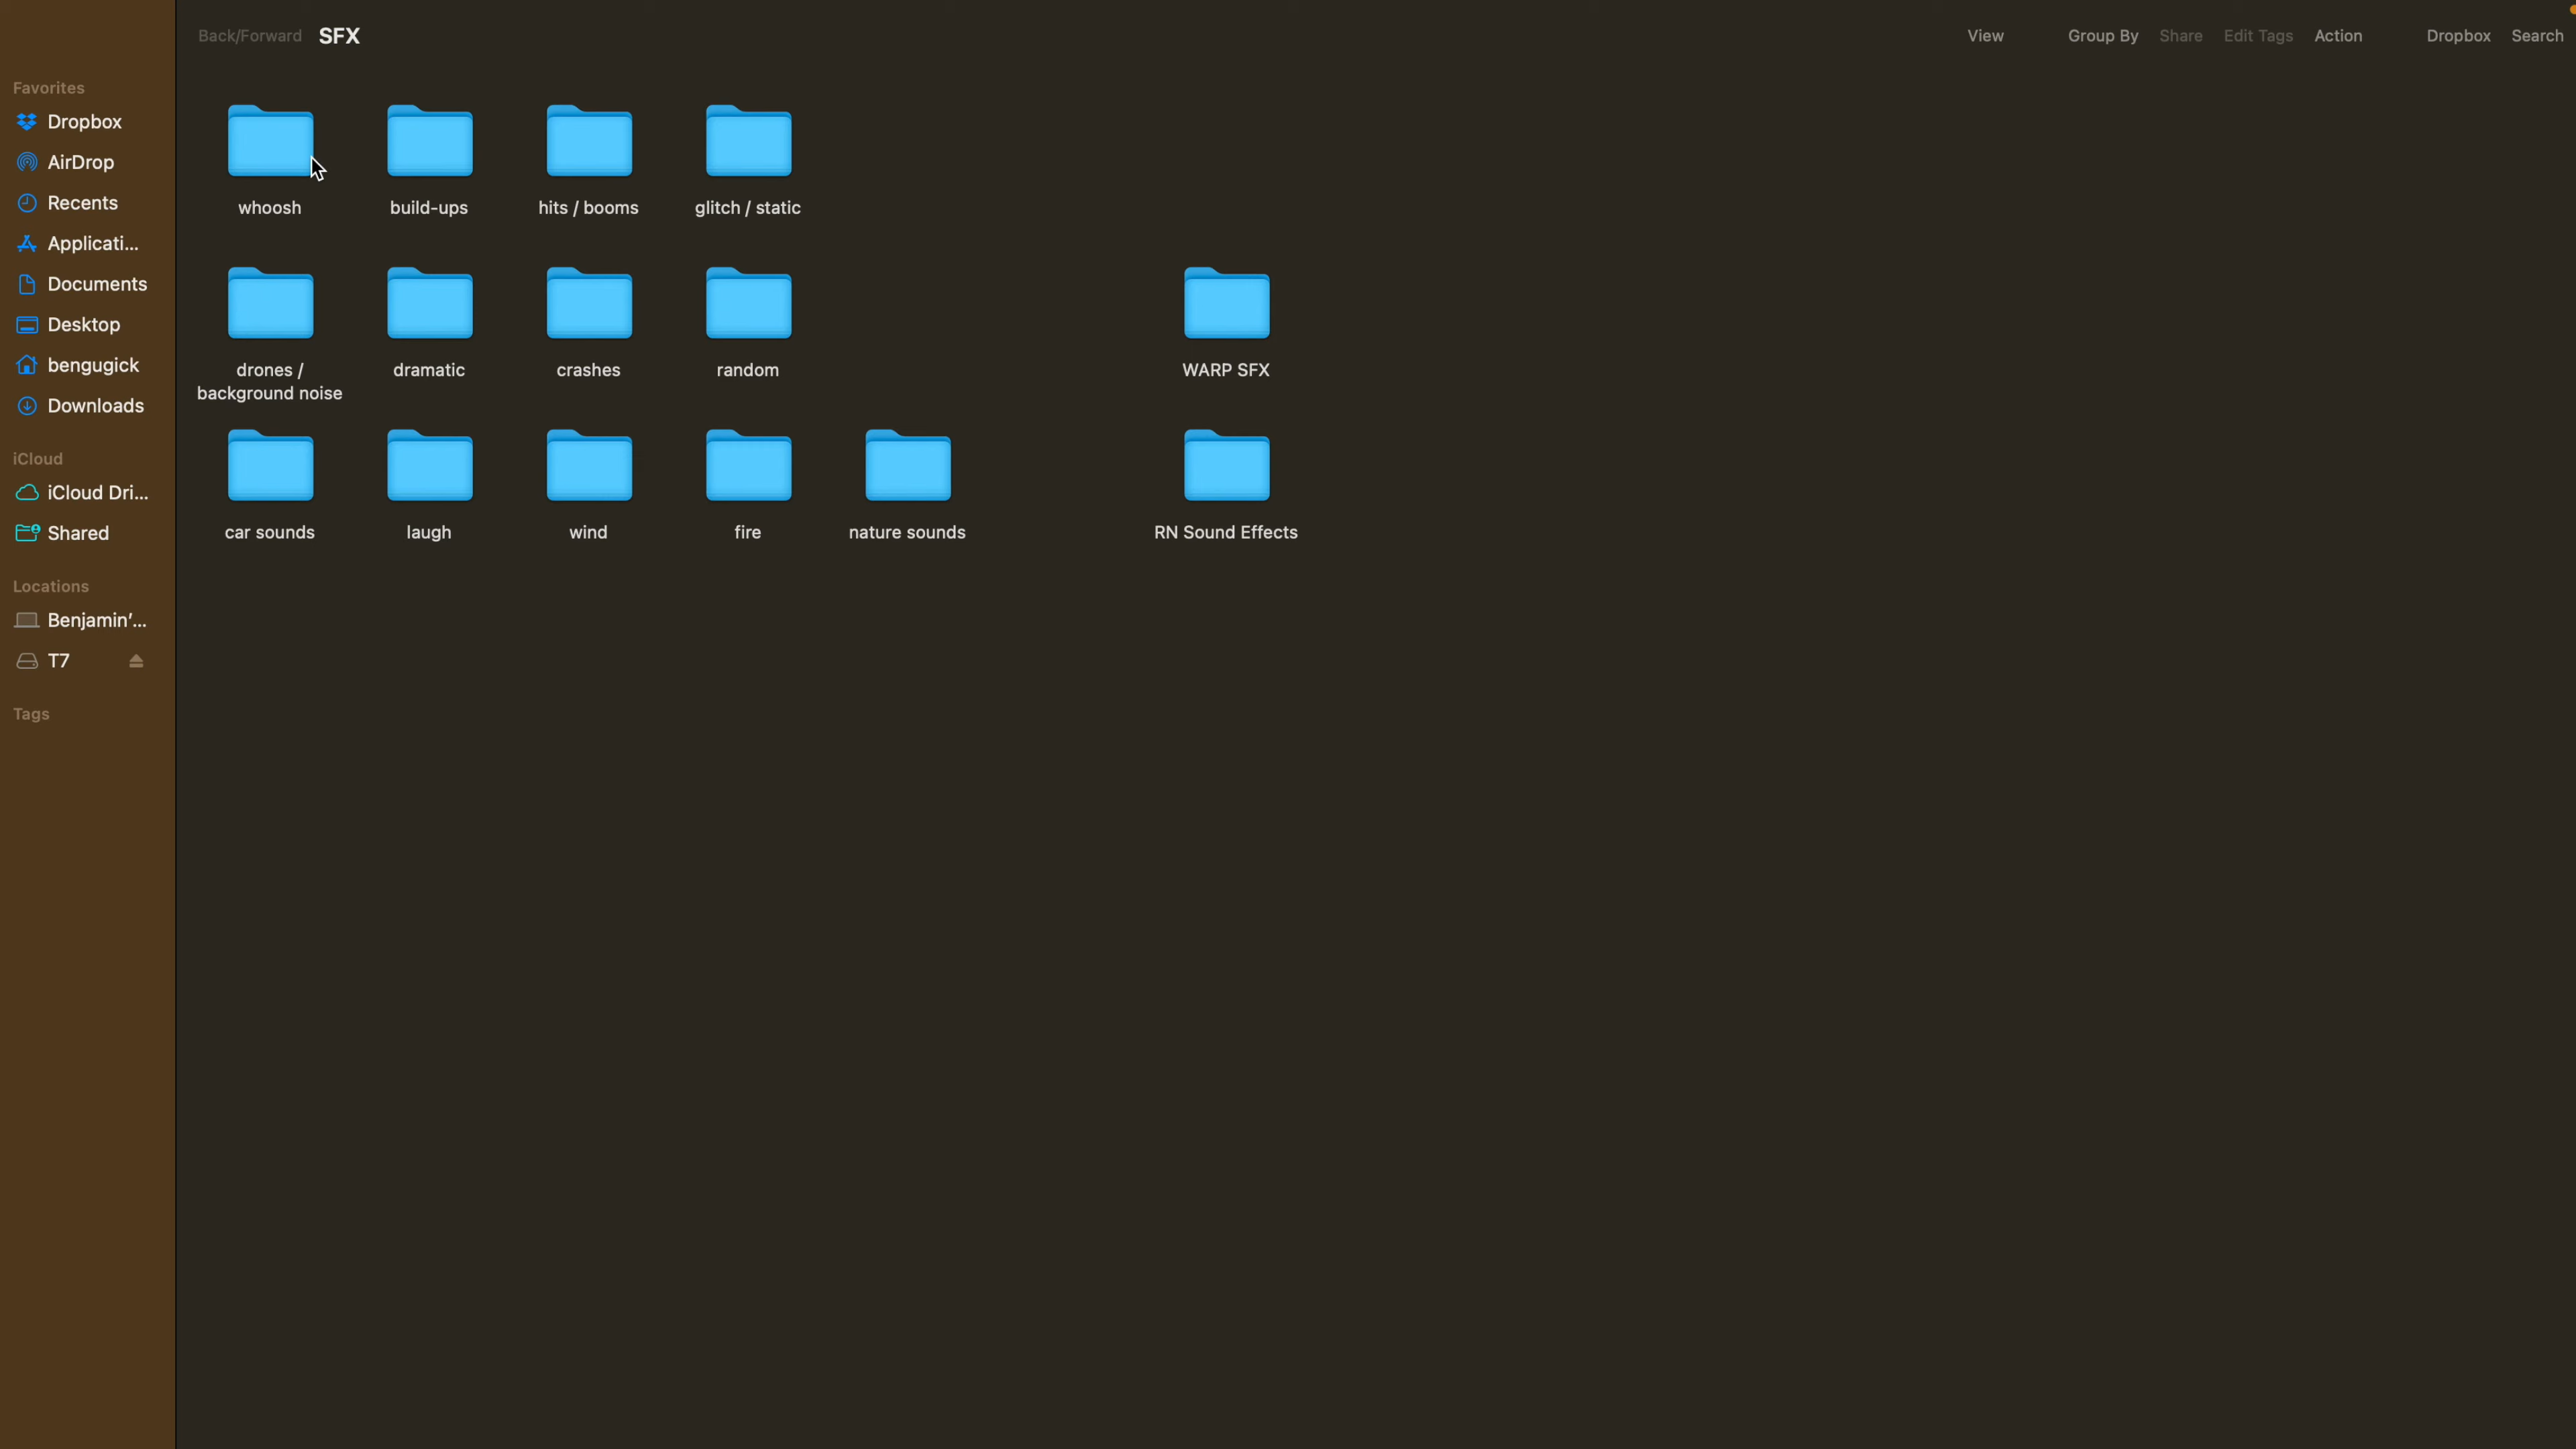 Back/Forward SFX View Group By Share Edit Tags Action Dropbox Search
Favorites
Dropbox
AirDrop
Recents
Applicati...
Documents
Desktop
bengugick
Downloads
iCloud
iCloud Dri...
Shared
Locations
Benjamin’...
T7
Tags
whoosh build-ups hits / booms glitch / static
drones / dramatic crashes random WARP SFX
background noise
car sounds laugh wind fire nature sounds RN Sound Effects